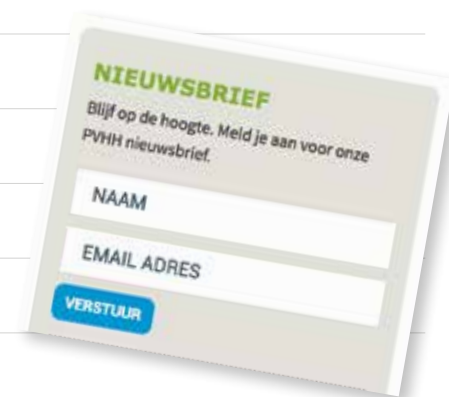 NIEUWSBRIEF
Blijf op de hoogte. Meld je aan voor onze
PVHH nieuwsbrief.
NAAM
EMAIL ADRES
VERSTUUR